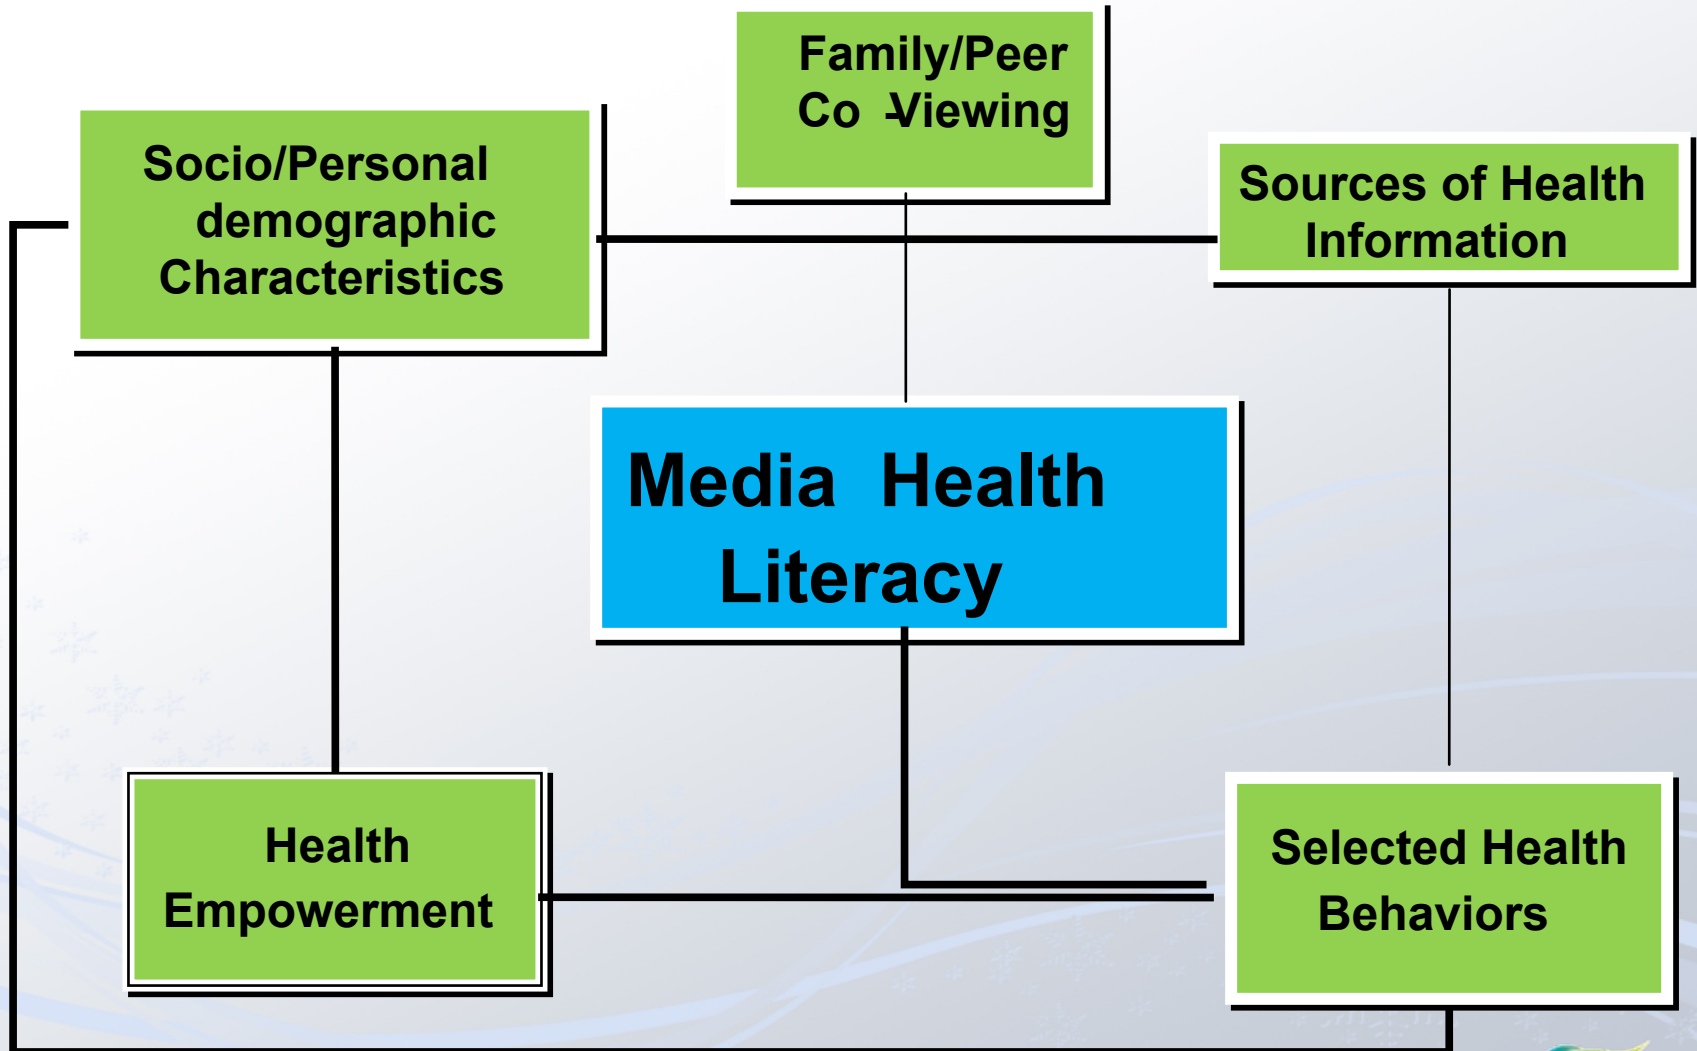 Family/Peer
Co -Viewing
Socio/Personal
demographic
Characteristics
Sources of Health
Information
Media Health
Literacy
Health
Empowerment
Selected Health
Behaviors